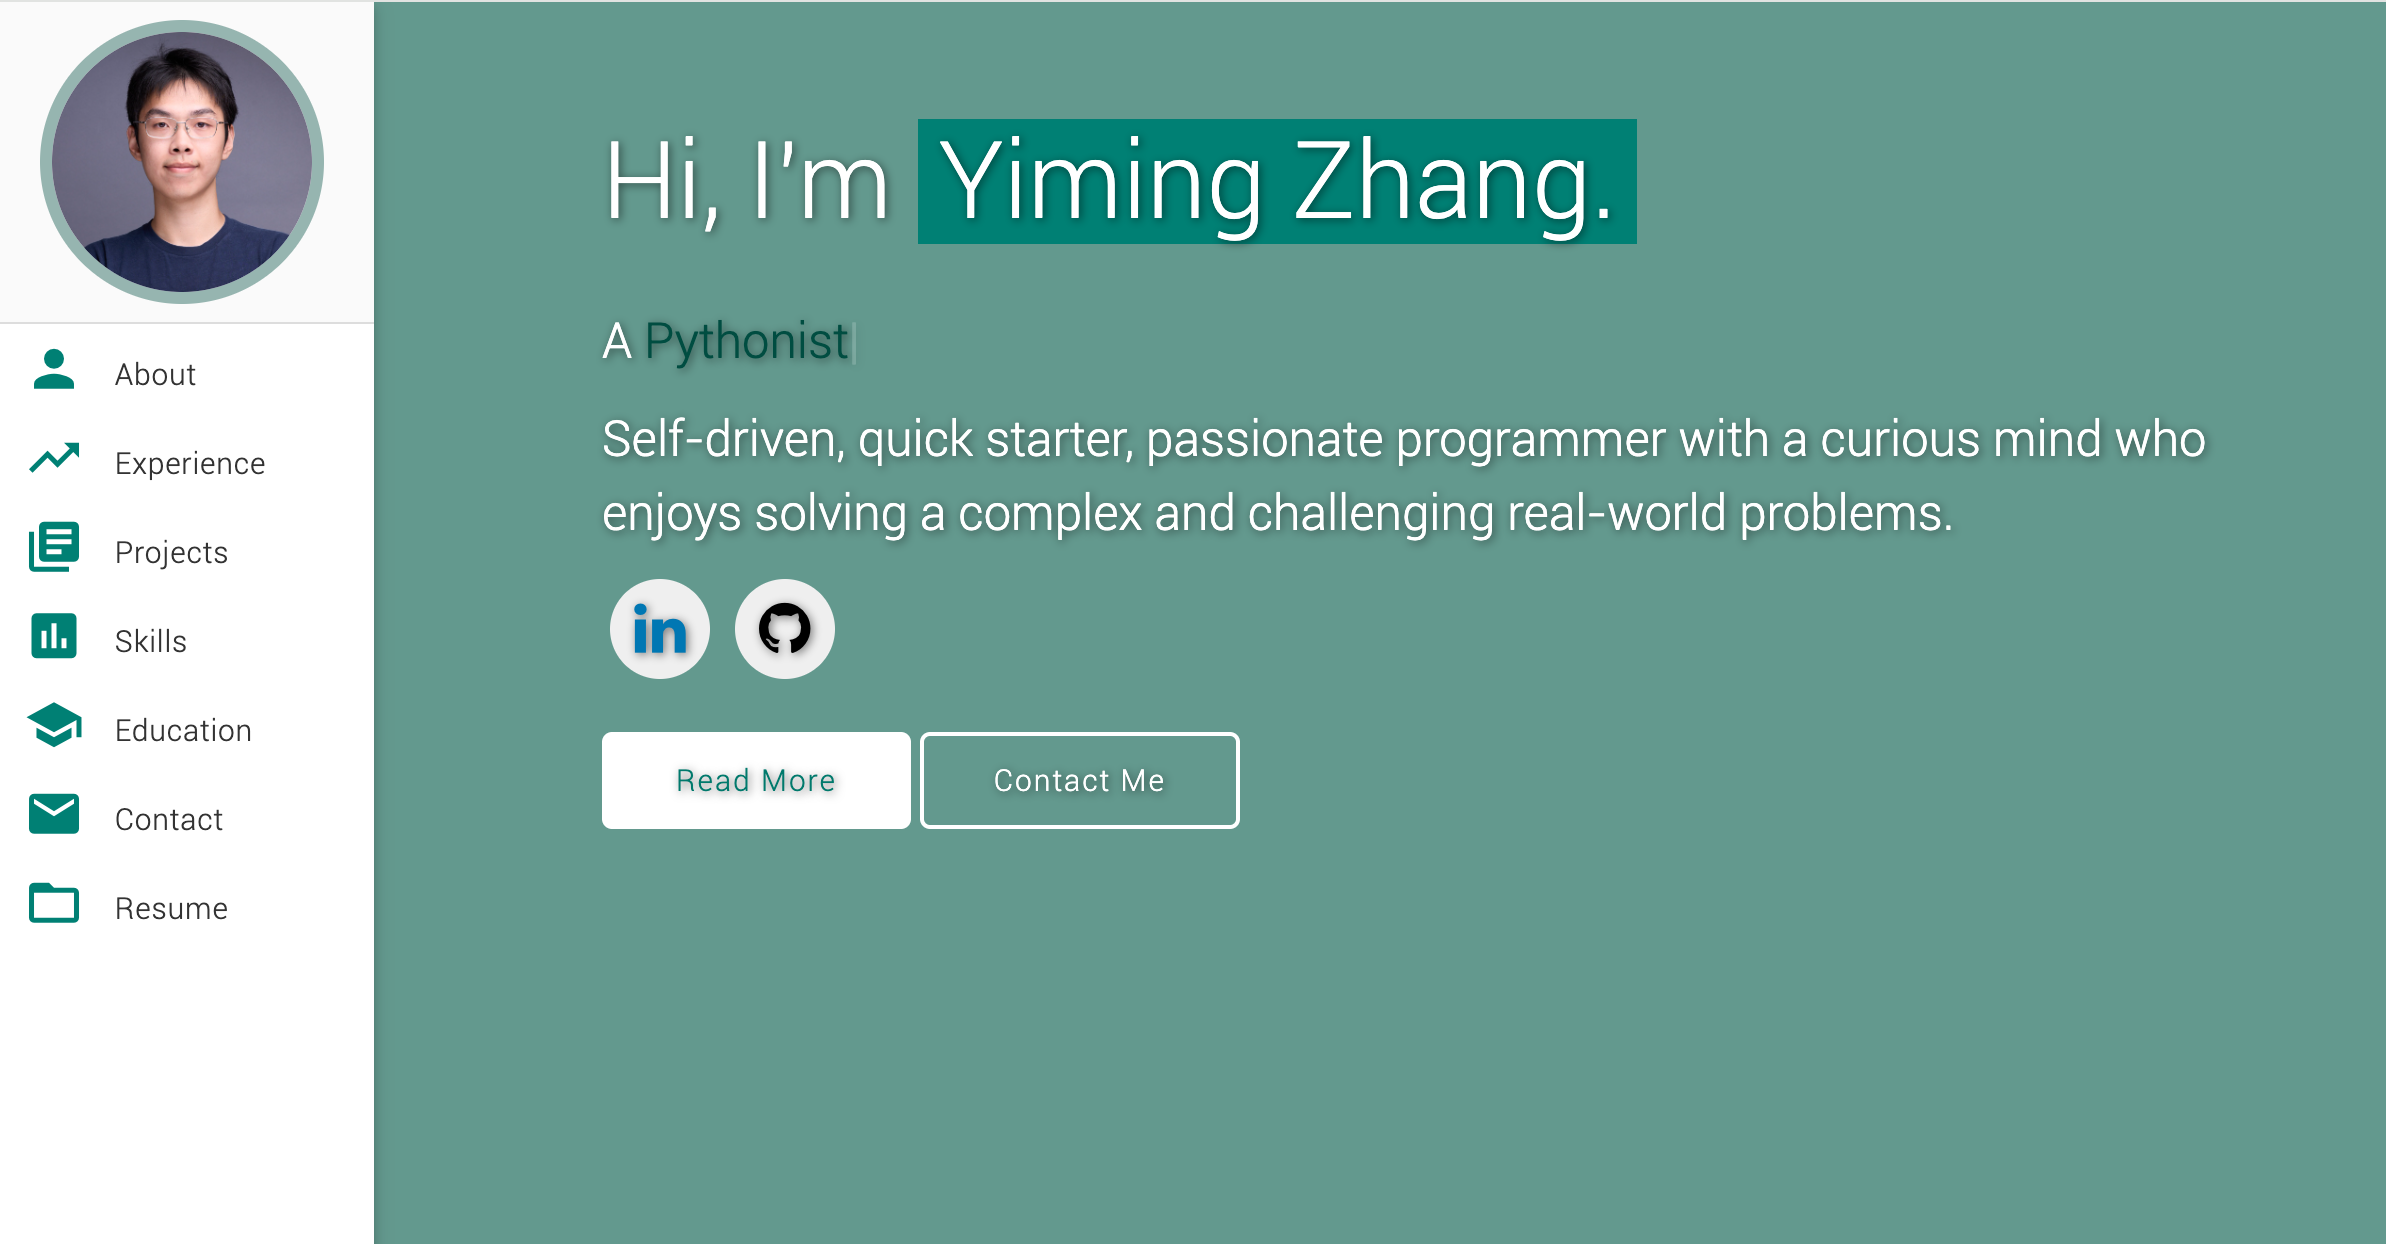 About
Experience
Projects
Skills
Education
Contact
Resume
Hi, I'm Yiming Zhang.
A Pythonist
Self-driven, quick starter, passionate programmer with a curious mind who
enjoys solving a complex and challenging real-world problems.
in
Read More
Contact Me